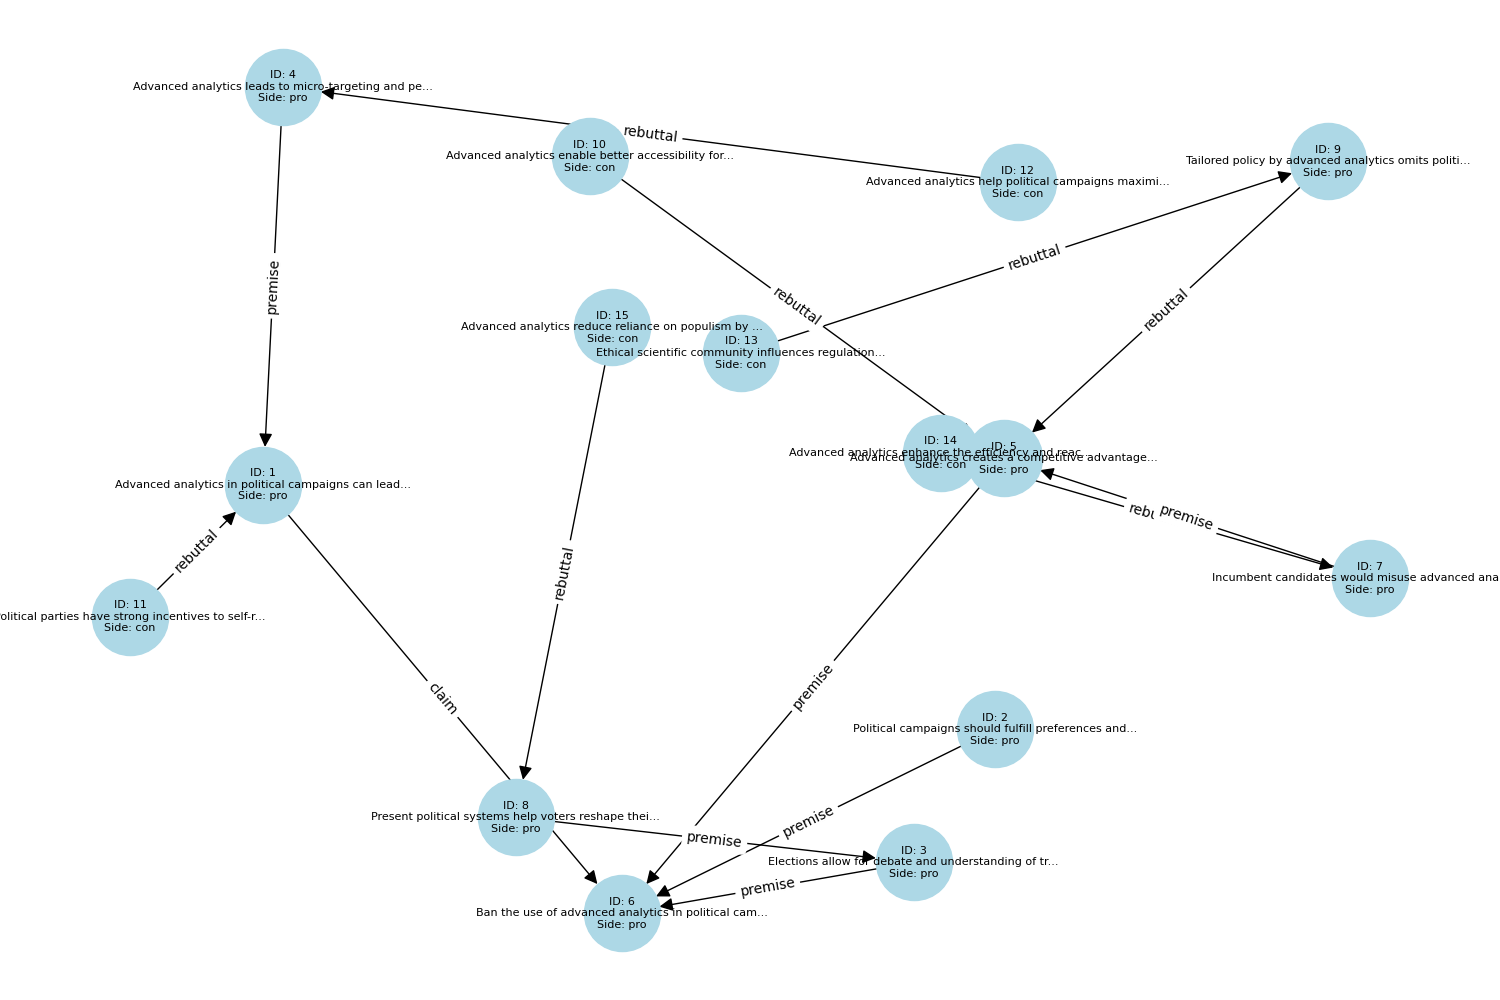 ID: 4
Advanced analytics leads to micro-targeting and pe...
Side: pro
rebuttal
ID: 10
Advanced analytics enable better accessibility for...
Side: con
ID: 12
Advanced analytics help political campaigns maximi...
Side: con
ID: 9
Tailored policy by advanced analytics omits politi...
Side: pro
rebuttal
premise
rebuttal
rebuttal
ID: 15
Advanced analytics reduce reliance on populism by ...
Side: con
ID: 13
Ethical scientific community influences regulation...
Side: con
ID: 14
Advanced analytics enhance the efficiency and reac...
Side: con
ID: 5
Advanced analytics creates a competitive advantage...
Side: pro
ID: 1
Advanced analytics in political campaigns can lead...
Side: pro
premise
rebuttal
rebuttal
ID: 7
Incumbent candidates would misuse advanced ana
Side: pro
ID: 11
olitical parties have strong incentives to self-r...
Side: con
claim
premise
ID: 2
Political campaigns should fulfill preferences and...
Side: pro
ID: 8
Present political systems help voters reshape thei...
Side: pro
premise
premise
ID: 3
Elections allow for debate and understanding of tr...
Side: pro
premise
ID: 6
Ban the use of advanced analytics in political cam...
Side: pro